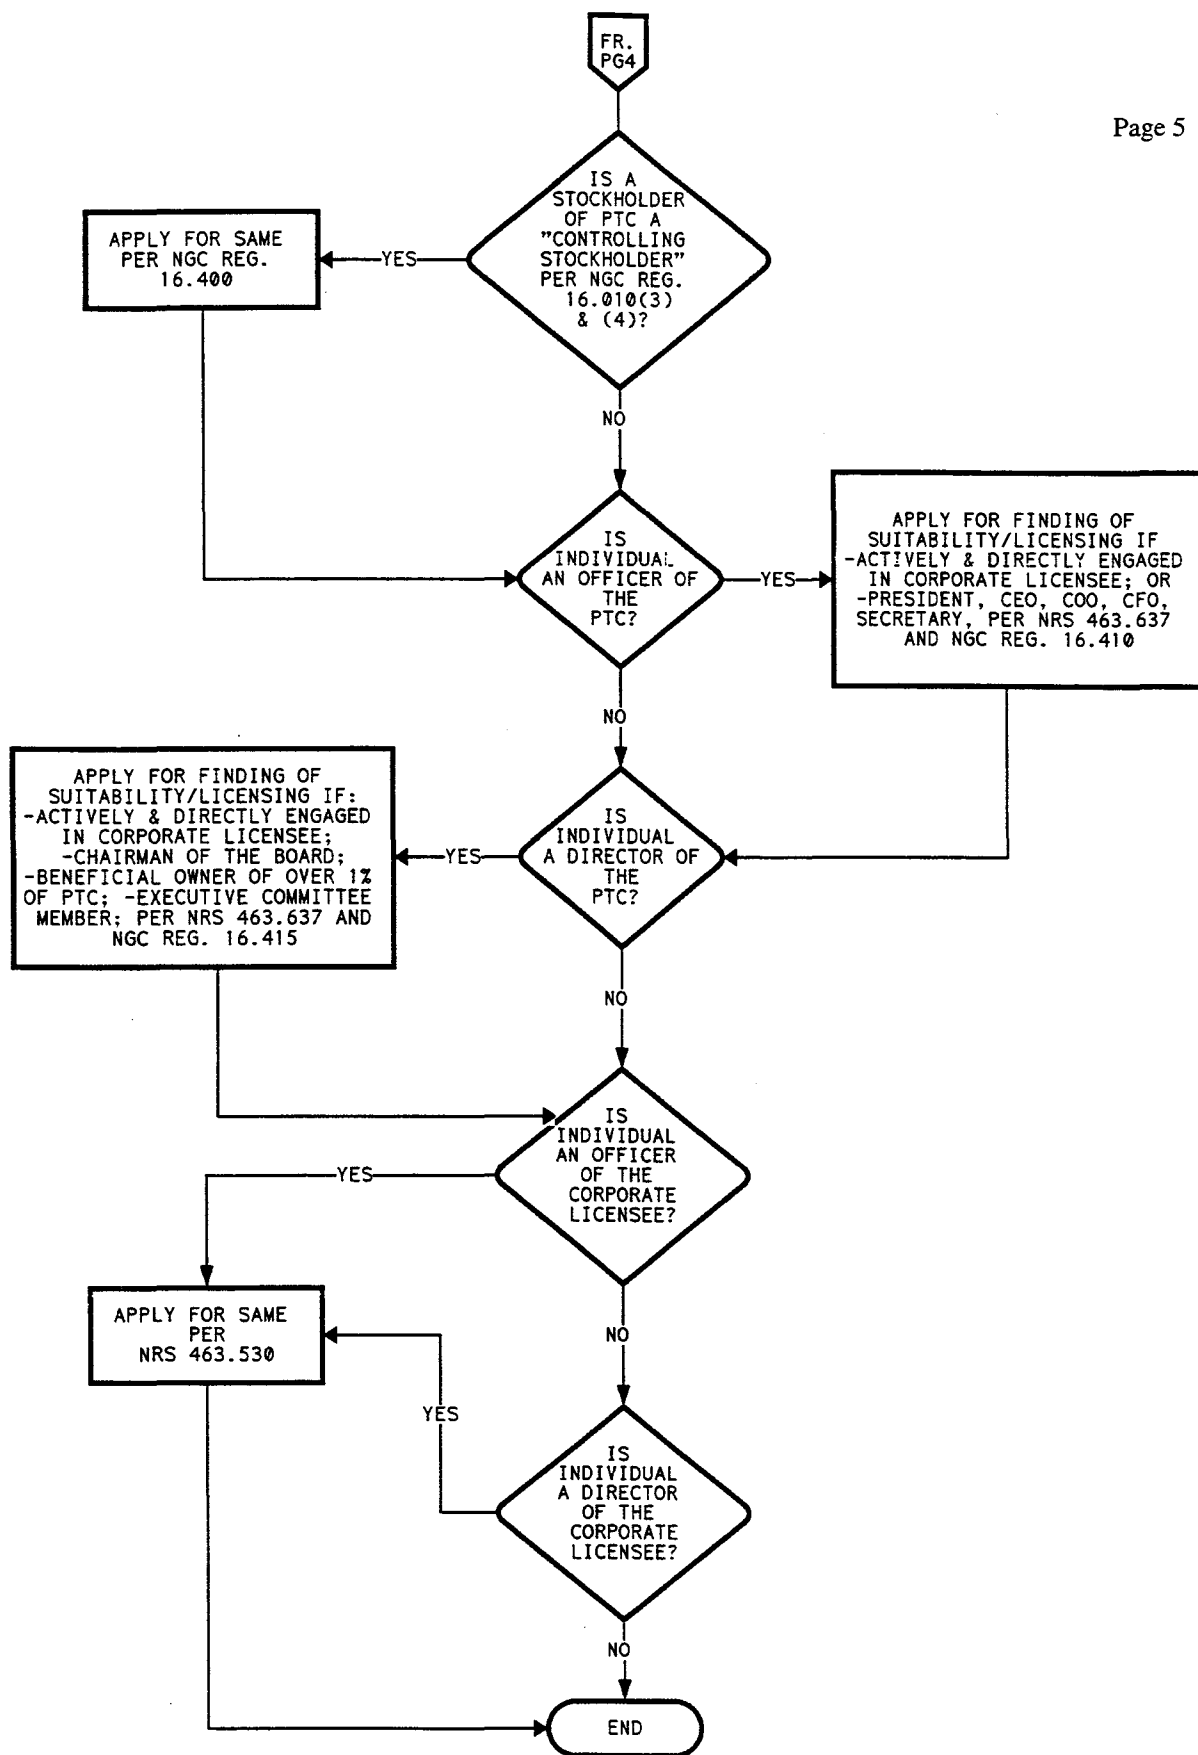 FR.
PG4
Page 5
IS A
STOCKHOLDER
OF PTC A
"CONTROLLING
STOCKHOLDER"
PER NGC REG.
16.010(3)
& (4)?
YES
APPLY FOR SAME
PER NGC REG.
16.400
NO
IS
INDIVIDUAL
AN OFFICER OF
THE
PTC?
YES
APPLY FOR FINDING OF
SUITABILITY/LICENSING IF
-ACTIVELY & DIRECTLY ENGAGED
IN CORPORATE LICENSEE; OR
-PRESIDENT, CEO, COO, CFO,
SECRETARY, PER NRS 463.637
AND NGC REG. 16.410
NO
IS
INDIVIDUAL
A DIRECTOR OF
THE
PTC?
YES
APPLY FOR FINDING OF
SUITABILITY/LICENSING IF:
-ACTIVELY & DIRECTLY ENGAGED
IN CORPORATE LICENSEE;
-CHAIRMAN OF THE BOARD;
-BENEFICIAL OWNER OF OVER 1%
OF PTC; -EXECUTIVE COMMITTEE
MEMBER; PER NRS 463.637 AND
NGC REG. 16.415
NO
IS
INDIVIDUAL
AN OFFICER
OF THE
CORPORATE
LICENSEE?
YES
APPLY FOR SAME
PER
NRS 463.530
NO
YES
IS
INDIVIDUAL
A DIRECTOR
OF THE
CORPORATE
LICENSEE?
NO
END